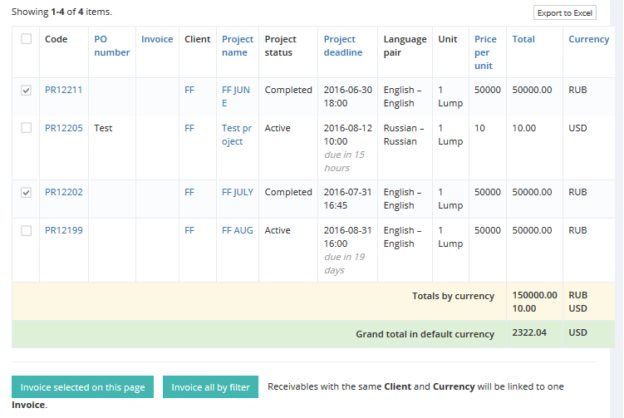 Showing 1-4 of 4 items.
Export to Excel
Code PO number Invoice Client Project name Project status Project deadline Language pair Unit Price per unit Total Currency
PR12211 FF FF JUNE Completed 2016-06-30 18:00 English – English 1 Lump 50000 50000.00 RUB
PR12205 Test FF Test project Active 2016-08-12 10:00 due in 15 hours Russian – Russian 1 Lump 10 10.00 USD
PR12202 FF FF JULY Completed 2016-07-31 16:45 English – English 1 Lump 50000 50000.00 RUB
PR12199 FF FF AUG Active 2016-08-31 16:00 due in 19 days English – English 1 Lump 50000 50000.00 RUB
Totals by currency 150000.00 RUB
10.00 USD
Grand total in default currency 2322.04 USD
Invoice selected on this page Invoice all by filter Receivables with the same Client and Currency will be linked to one
Invoice.